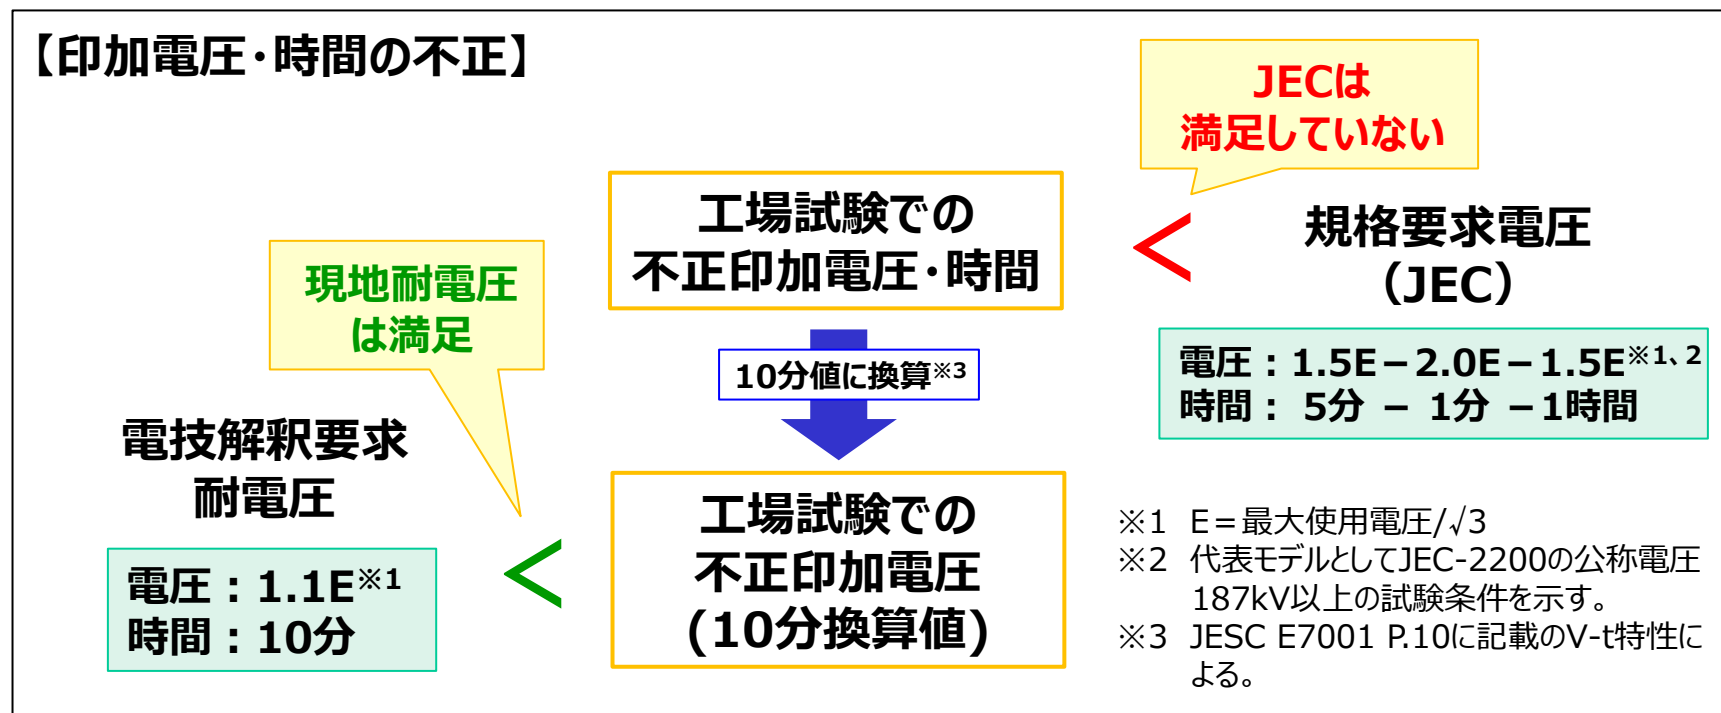 【印加電圧･時間の不正】
JECは
満足していない
工場試験での
不正印加電圧･時間
<
規格要求電圧
（JEC）
電圧：1.5E－2.0E－1.5E※1、2
時間： 5分 － 1分 －1時間
現地耐電圧
は満足
10分値に換算※3
電技解釈要求
耐電圧
電圧：1.1E※1
時間：10分
<
工場試験での
不正印加電圧
(10分換算値)
※1 E＝最大使用電圧/√3
※2 代表モデルとしてJEC-2200の公称電圧
187kV以上の試験条件を示す。
※3 JESC E7001 P.10に記載のV-t特性に
よる。